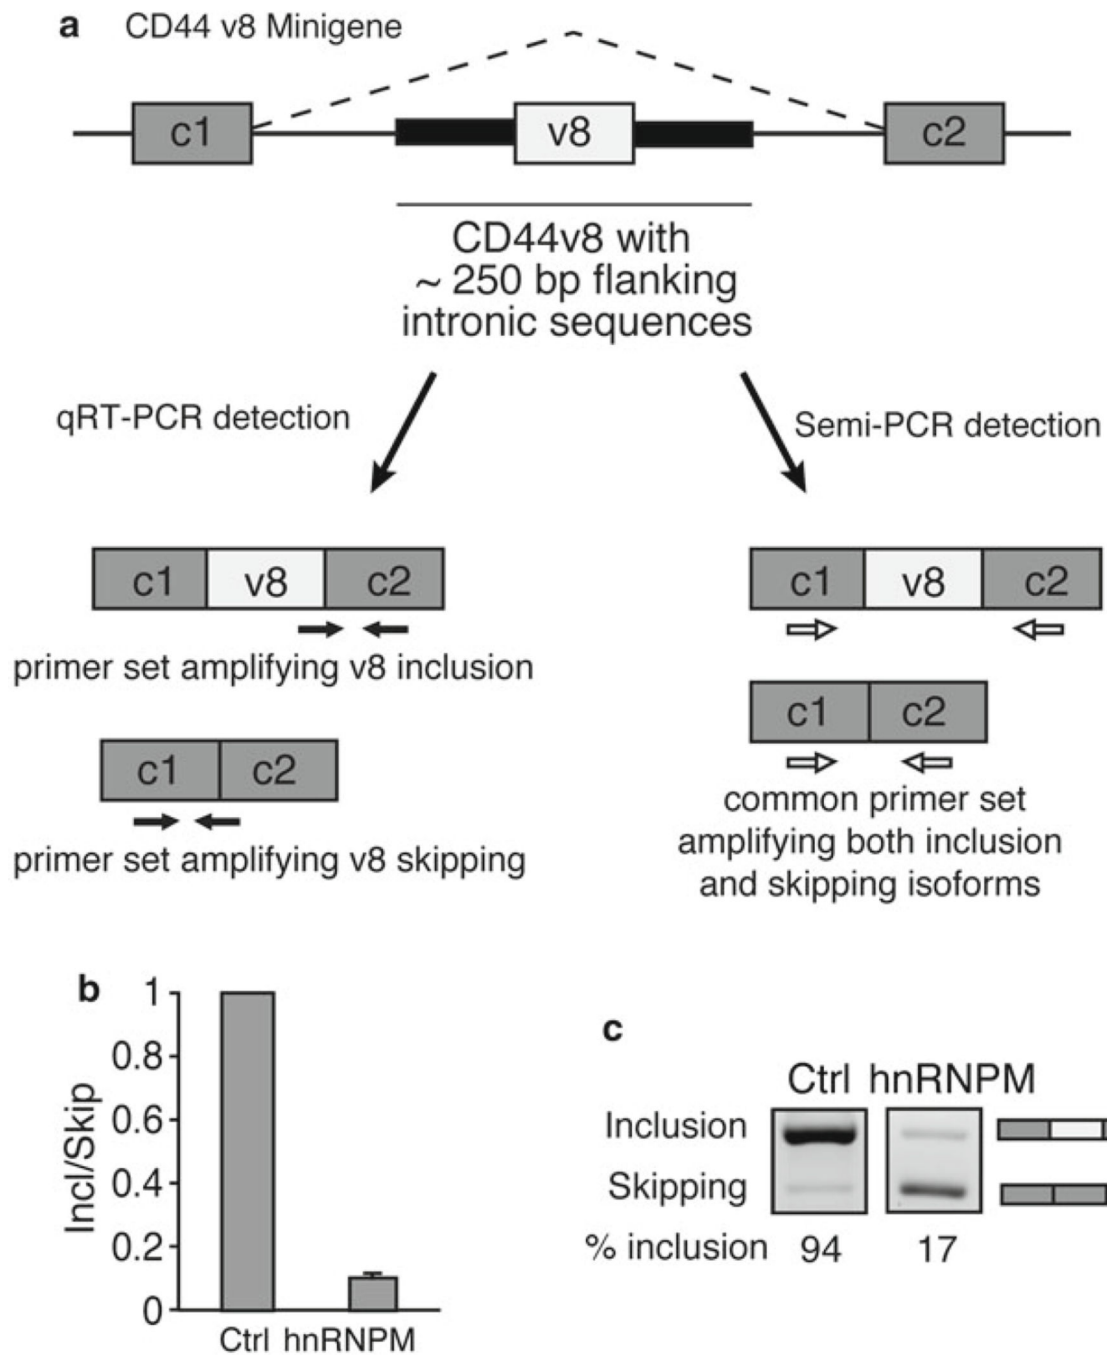 a CD44 v8 Minigene
c1 v8 c2
CD44v8 with
~ 250 bp flanking
intronic sequences
qRT-PCR detection
Semi-PCR detection
c1 v8 c2
primer set amplifying v8 inclusion
c1 c2
primer set amplifying v8 skipping
c1 v8 c2
c1 c2
common primer set
amplifying both inclusion
and skipping isoforms
b
Incl/Skip
1
0.8
0.6
0.4
0.2
0
Ctrl hnRNPM
c
Ctrl hnRNPM
Inclusion
Skipping
% inclusion 94 17